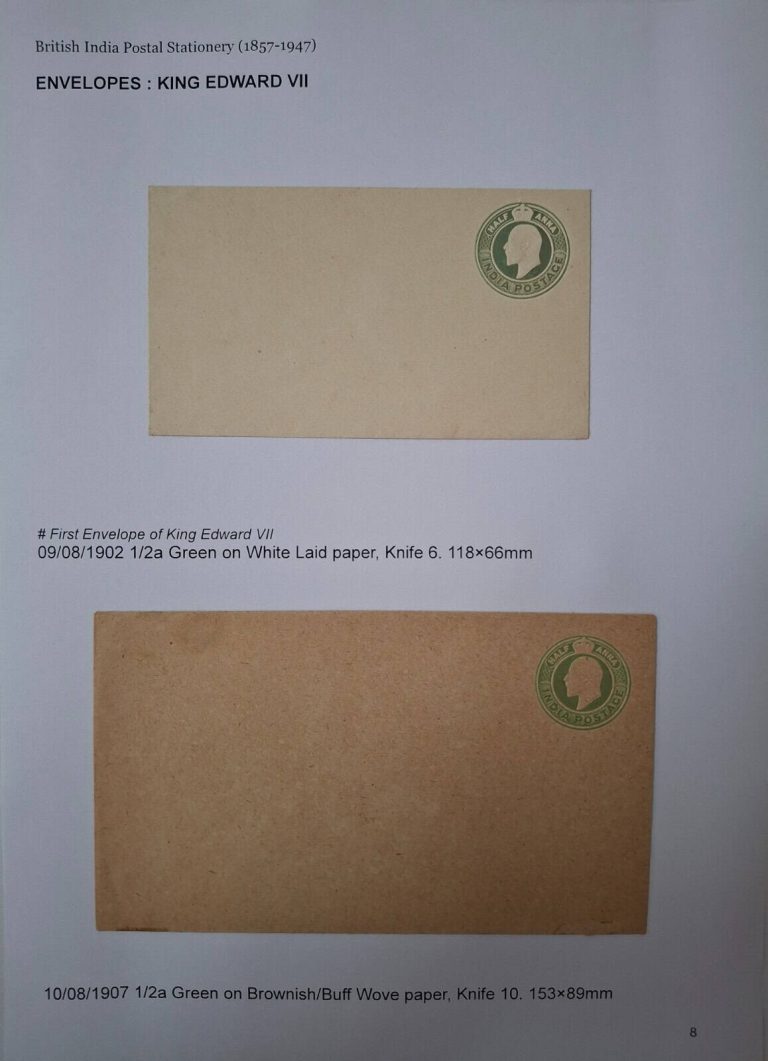 British India Postal Stationery (1857-1947)
ENVELOPES : KING EDWARD VII
HALF ANNA
INDIA POSTAGE
# First Envelope of King Edward VII
09/08/1902 1/2a Green on White Laid paper, Knife 6. 118×66mm
HALF ANNA
INDIA POSTAGE
10/08/1907 1/2a Green on Brownish/Buff Wove paper, Knife 10. 153×89mm
8